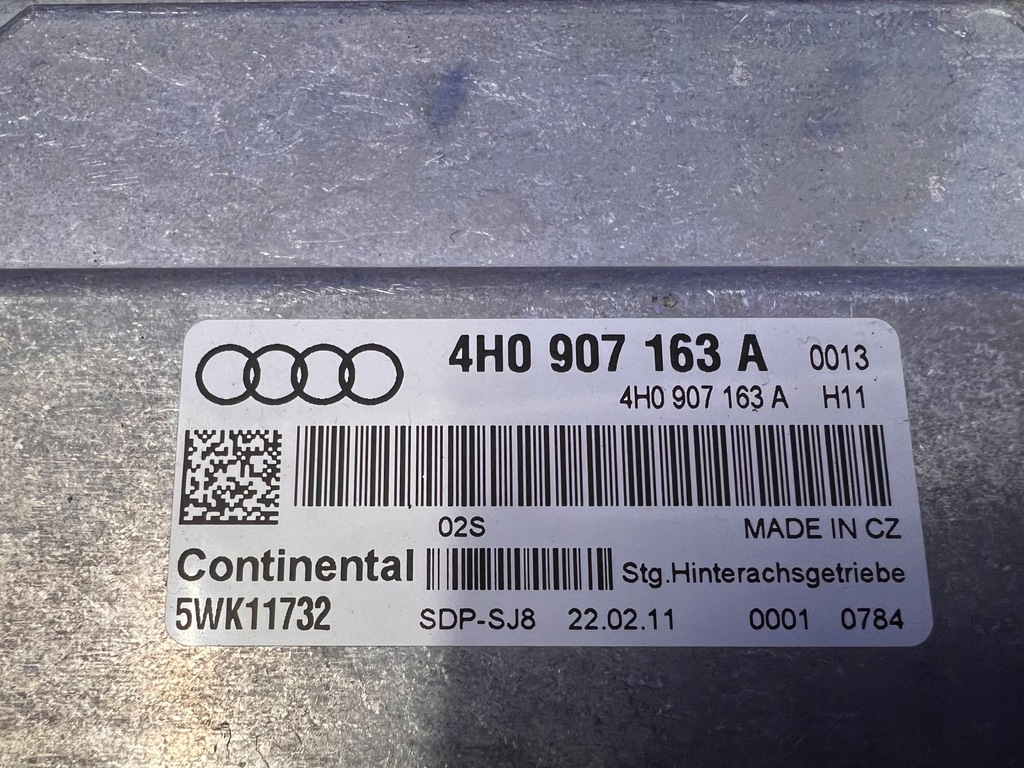 4H0 907 163 A 0013
4H0 907 163 A H11
02S MADE IN CZ
Continental Stg.Hinterachsgetriebe
5WK11732 SDP-SJ8 22.02.11 0001 0784